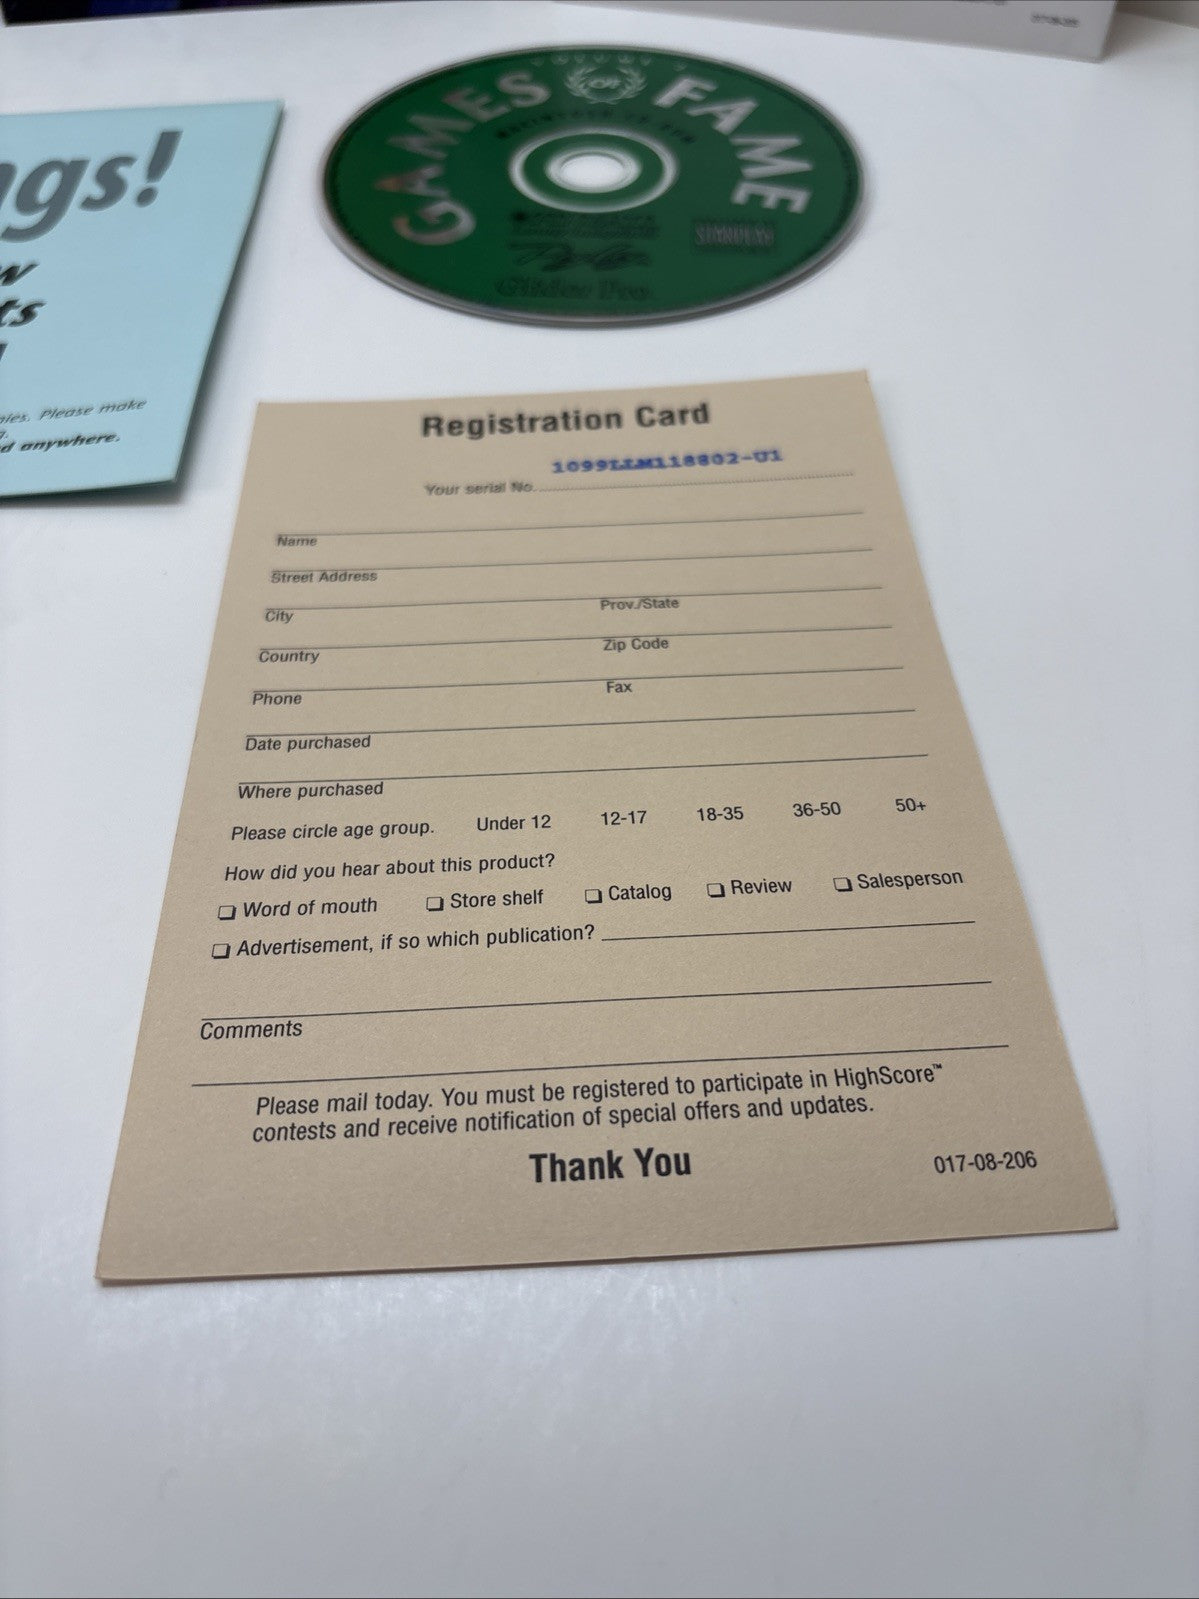 GAMES OF FAME
Glider Pro
ngs!
w
ts
nies. Please make
d anywhere.
Registration Card
Your serial No.
Name
Street Address
City Prov./State
Country Zip Code
Phone Fax
Date purchased
Where purchased
Please circle age group. Under 12 12-17 18-35 36-50 50+
How did you hear about this product?
❏ Word of mouth ❏ Store shelf ❏ Catalog ❏ Review ❏ Salesperson
❏ Advertisement, if so which publication?
Comments
Please mail today. You must be registered to participate in HighScore™
contests and receive notification of special offers and updates.
Thank You
017-08-206